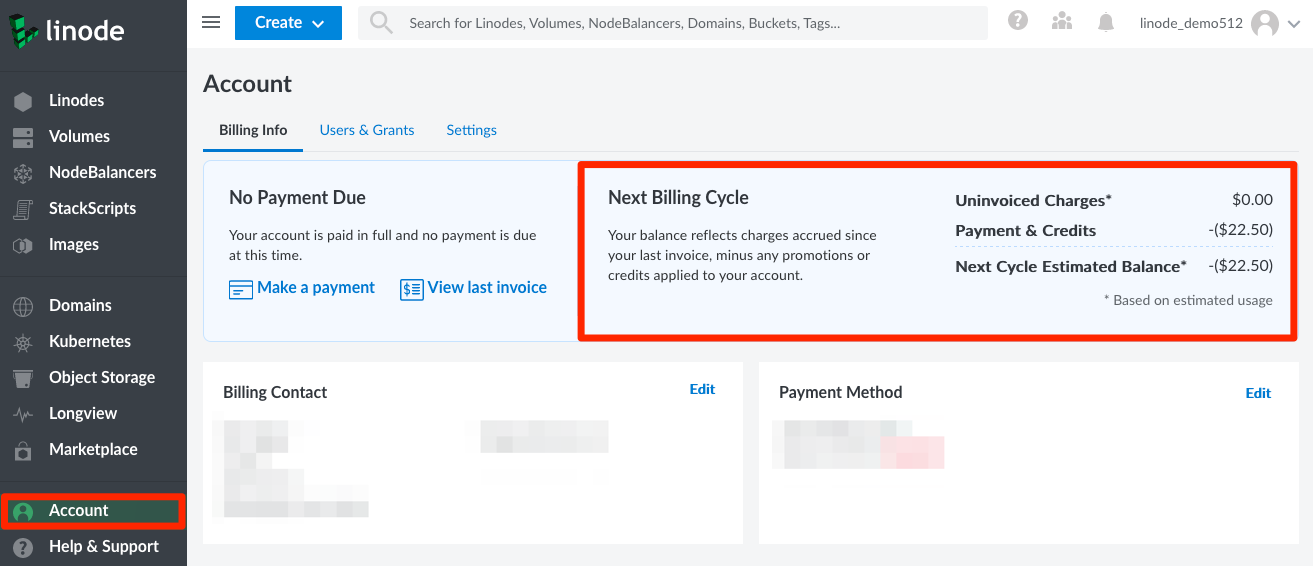 linode
Create
Search for Linodes, Volumes, NodeBalancers, Domains, Buckets, Tags...
linode_demo512
Linodes
Volumes
NodeBalancers
StackScripts
Images
Domains
Kubernetes
Object Storage
Longview
Marketplace
Account
Help & Support
Account
Billing Info
Users & Grants
Settings
No Payment Due
Your account is paid in full and no payment is due
at this time.
Make a payment
View last invoice
Next Billing Cycle
Your balance reflects charges accrued since
your last invoice, minus any promotions or
credits applied to your account.
Uninvoiced Charges* $0.00
Payment & Credits -($22.50)
Next Cycle Estimated Balance* -($22.50)
* Based on estimated usage
Billing Contact
Edit
Payment Method
Edit